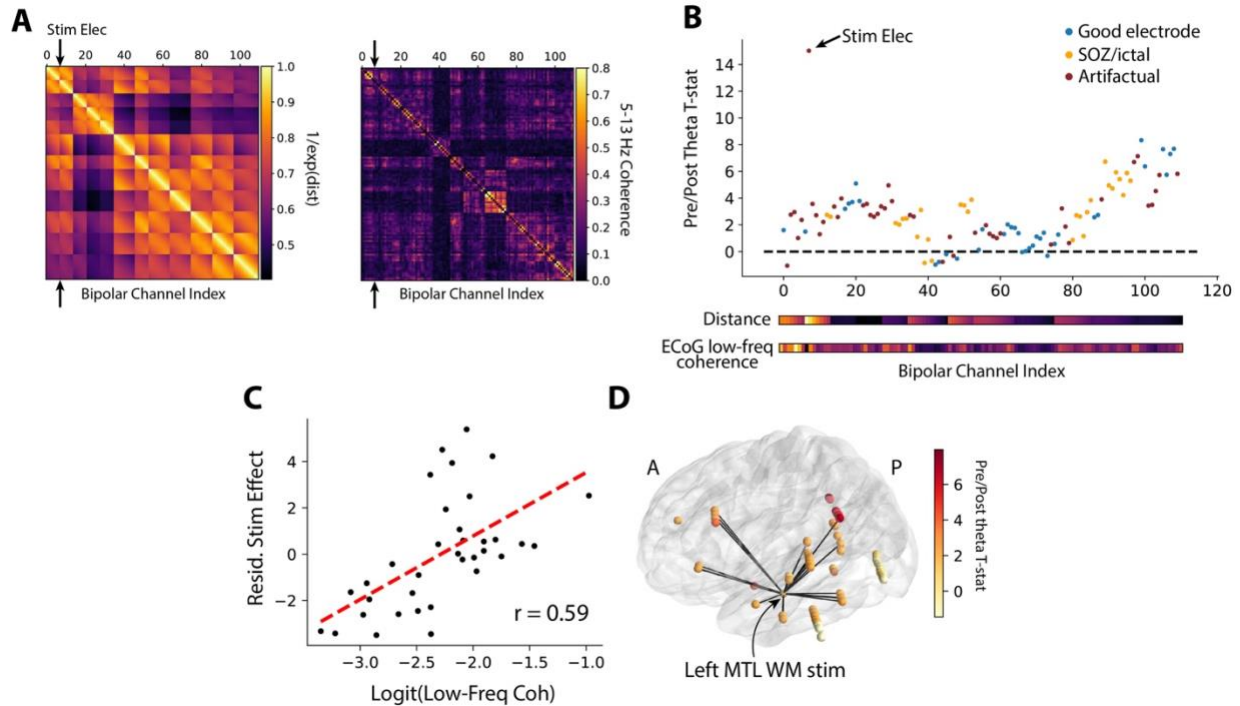 A
Stim Elec
0 20 40 60 80 100
1.0
0.9
0.8
0.7
0.6
0.5
1/exp(dist)
Bipolar Channel Index
0 20 40 60 80 100
0.8
0.7
0.6
0.5
0.4
0.3
0.2
0.1
0.0
5-13 Hz Coherence
Bipolar Channel Index
B
Stim Elec
Good electrode
SOZ/ictal
Artifactual
Pre/Post Theta T-stat
14
12
10
8
6
4
2
0
0 20 40 60 80 100 120
Distance
ECoG low-freq
coherence
Bipolar Channel Index
C
Resid. Stim Effect
4
2
0
−2
r = 0.59
−3.0 −2.5 −2.0 −1.5 −1.0
Logit(Low-Freq Coh)
D
A
P
6
4
2
0
Pre/Post theta T-stat
Left MTL WM stim